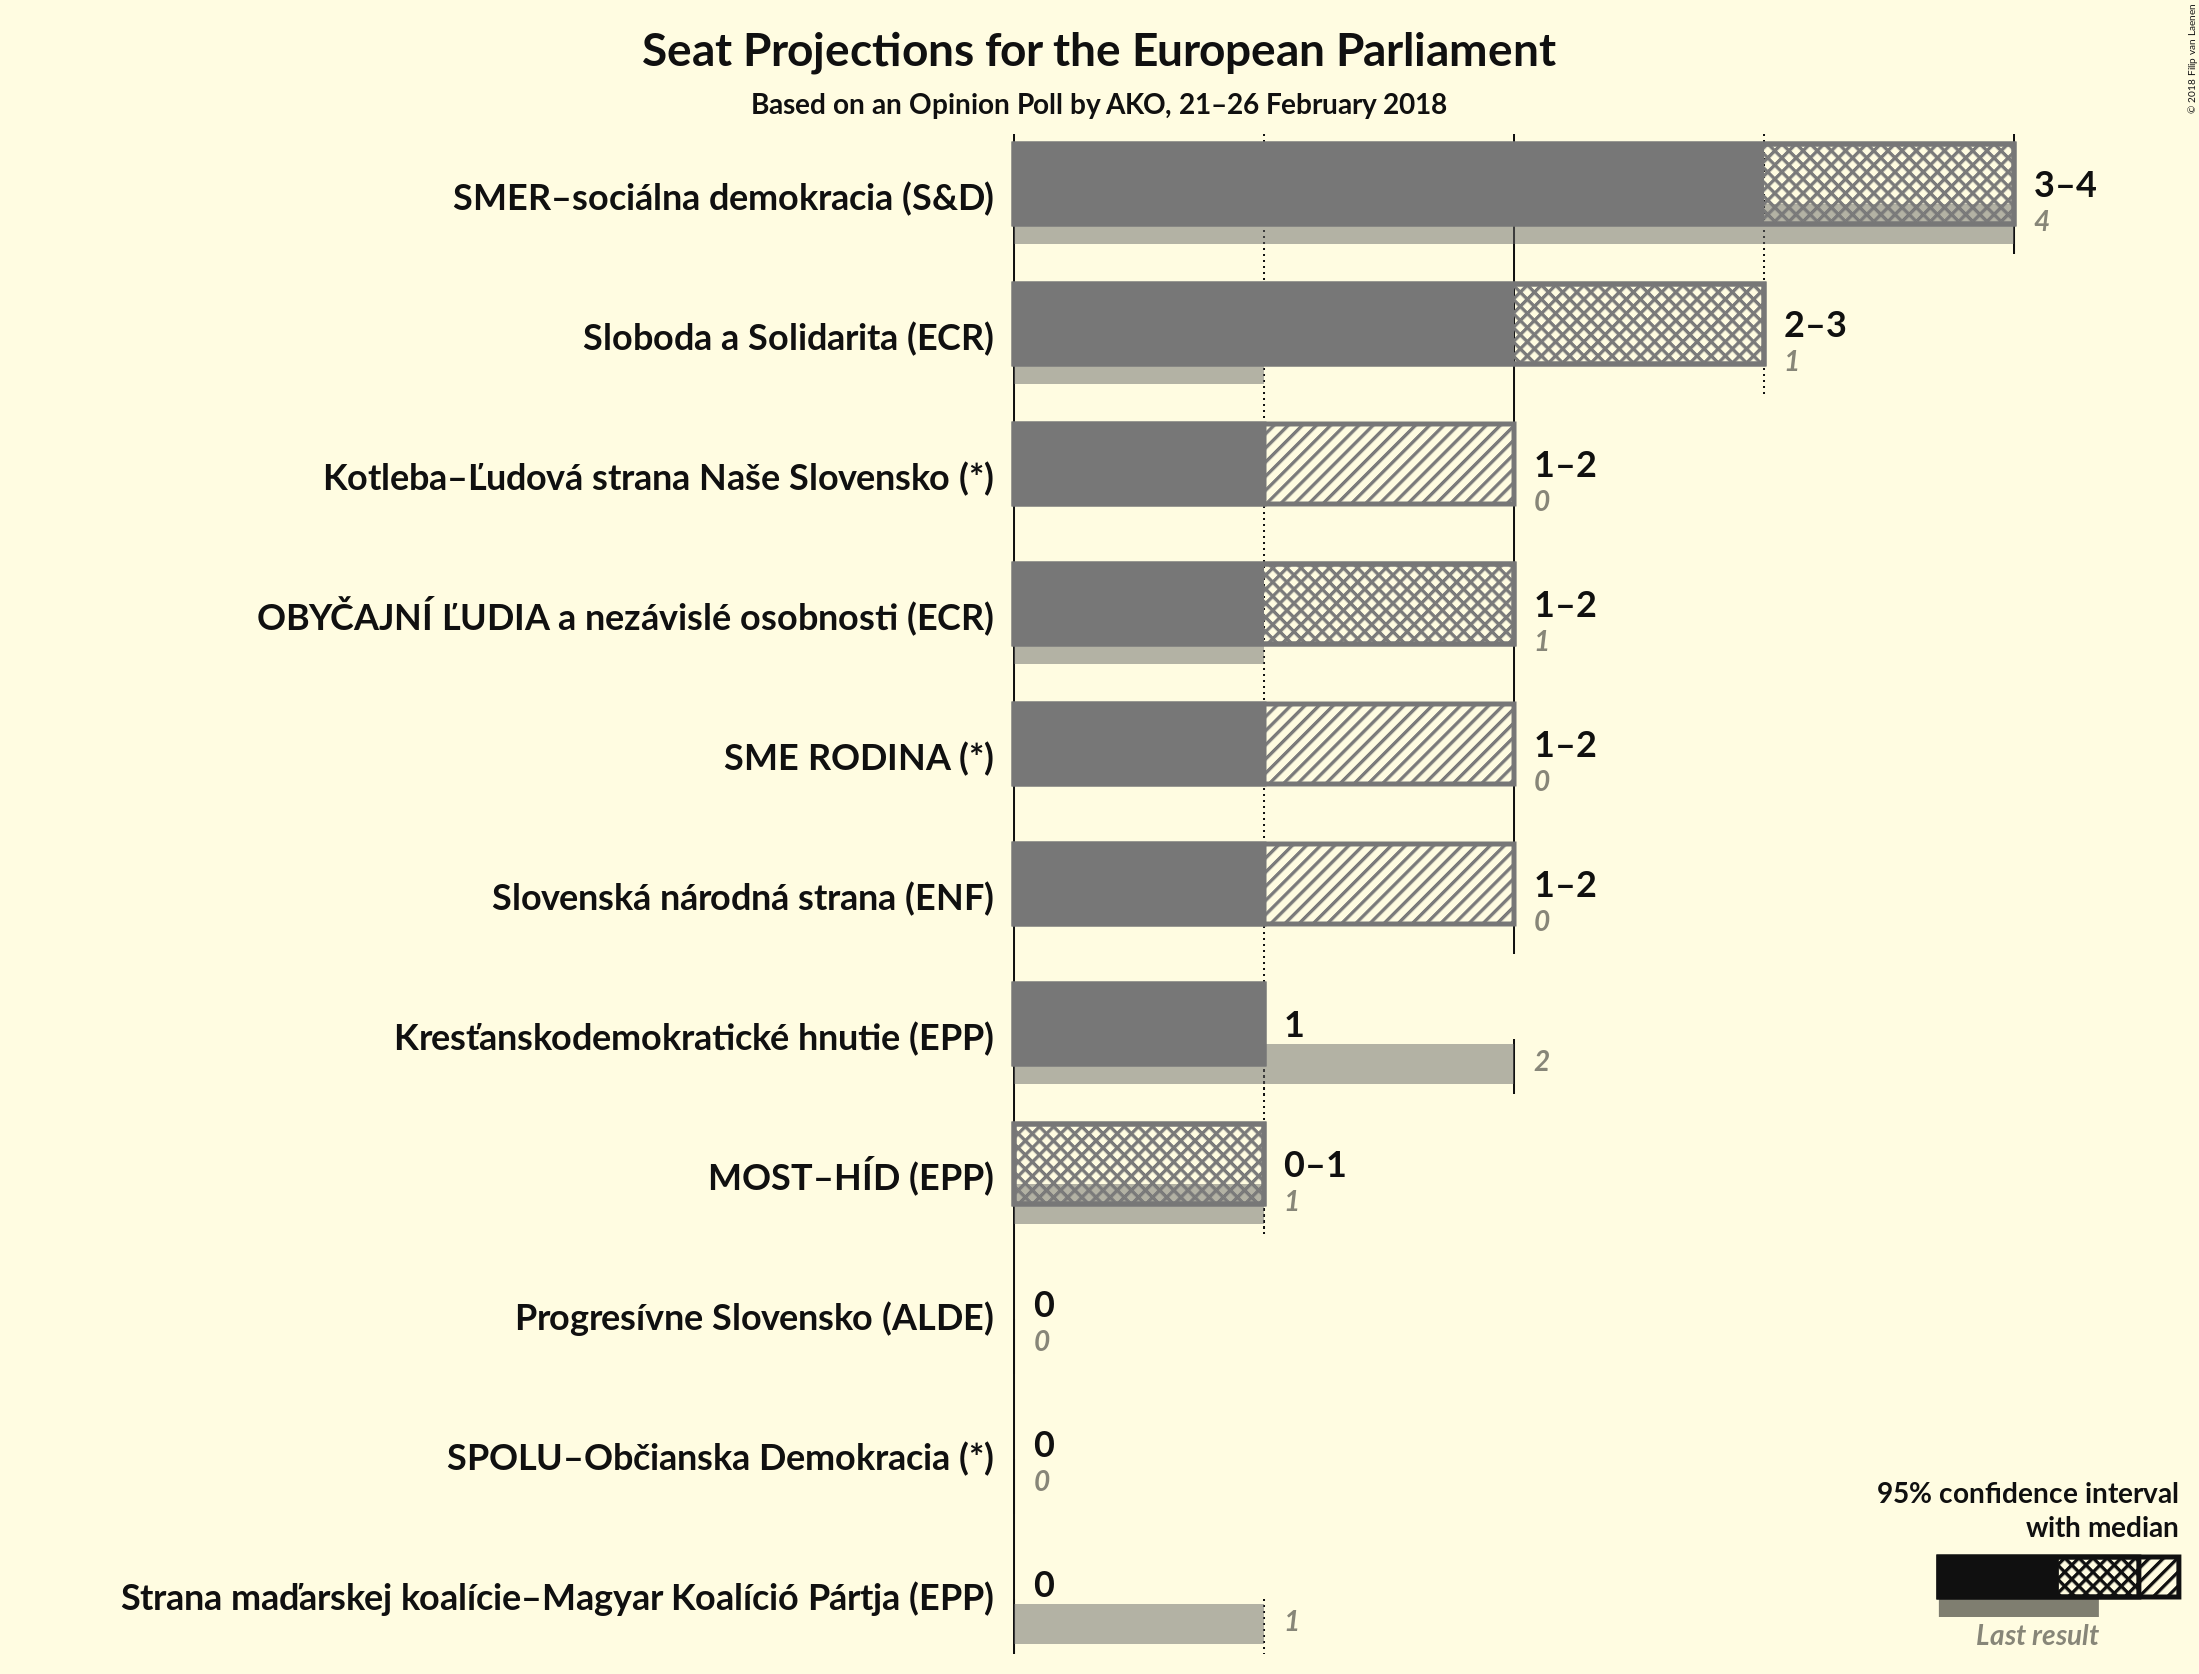 Seat Projections for the European Parliament
Based on an Opinion Poll by AKO, 21–26 February 2018
© 2018 Filip van Laenen
SMER–sociálna demokracia (S&D)
3–4
4
Sloboda a Solidarita (ECR)
2–3
1
Kotleba–Ľudová strana Naše Slovensko (*)
1–2
0
OBYČAJNÍ ĽUDIA a nezávislé osobnosti (ECR)
1–2
1
SME RODINA (*)
1–2
0
Slovenská národná strana (ENF)
1–2
0
Kresťanskodemokratické hnutie (EPP)
1
2
MOST–HÍD (EPP)
0–1
1
Progresívne Slovensko (ALDE)
0
0
SPOLU–Občianska Demokracia (*)
0
0
Strana maďarskej koalície–Magyar Koalíció Pártja (EPP)
0
1
95% confidence interval
with median
Last result